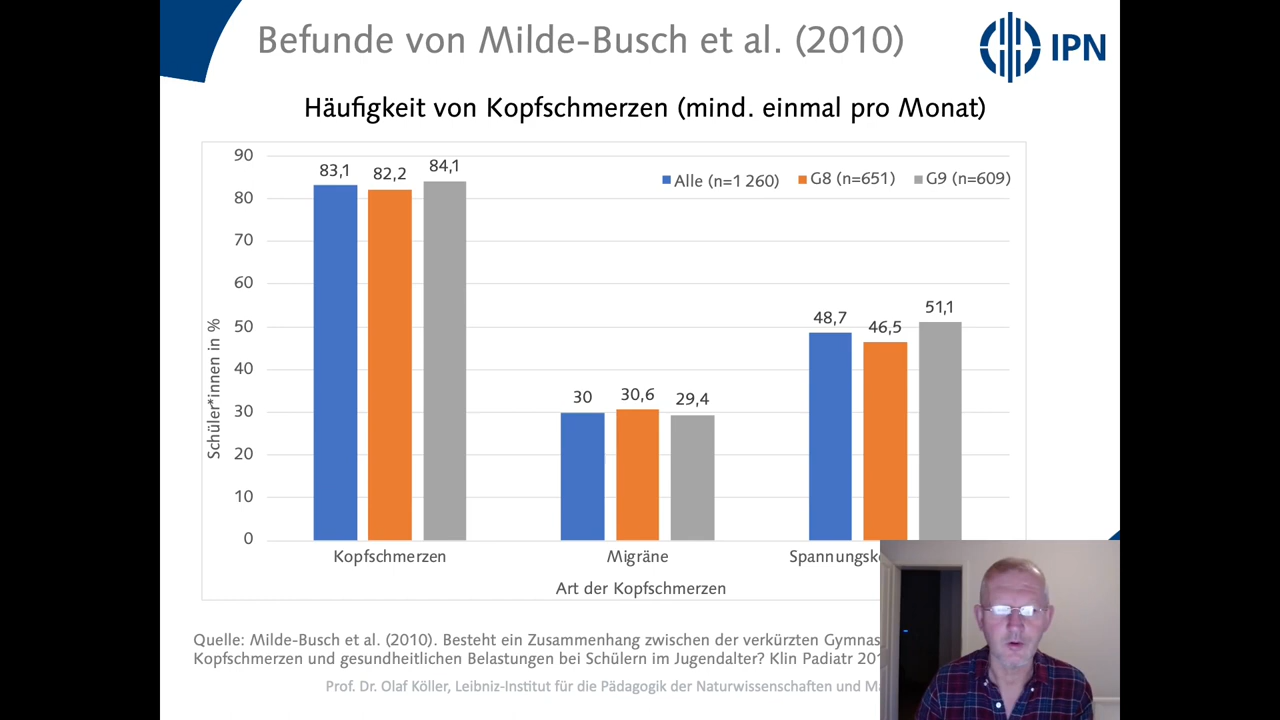 Befunde von Milde-Busch et al. (2010)
IPN
Häufigkeit von Kopfschmerzen (mind. einmal pro Monat)
Schüler*innen in %
90
80
70
60
50
40
30
20
10
0
83,1
82,2
84,1
30
30,6
29,4
48,7
46,5
51,1
Alle (n=1 260)
G8 (n=651)
G9 (n=609)
Kopfschmerzen
Migräne
Art der Kopfschmerzen
Quelle: Milde-Busch et al. (2010). Besteht ein Zusammenhang zwischen der verkürzten
Kopfschmerzen und gesundheitlichen Belastungen bei Schülern im Jugendalter? Klin Padiatr
Prof. Dr. Olaf Köller, Leibniz-Institut für die Pädagogik der Naturwissenschaften und